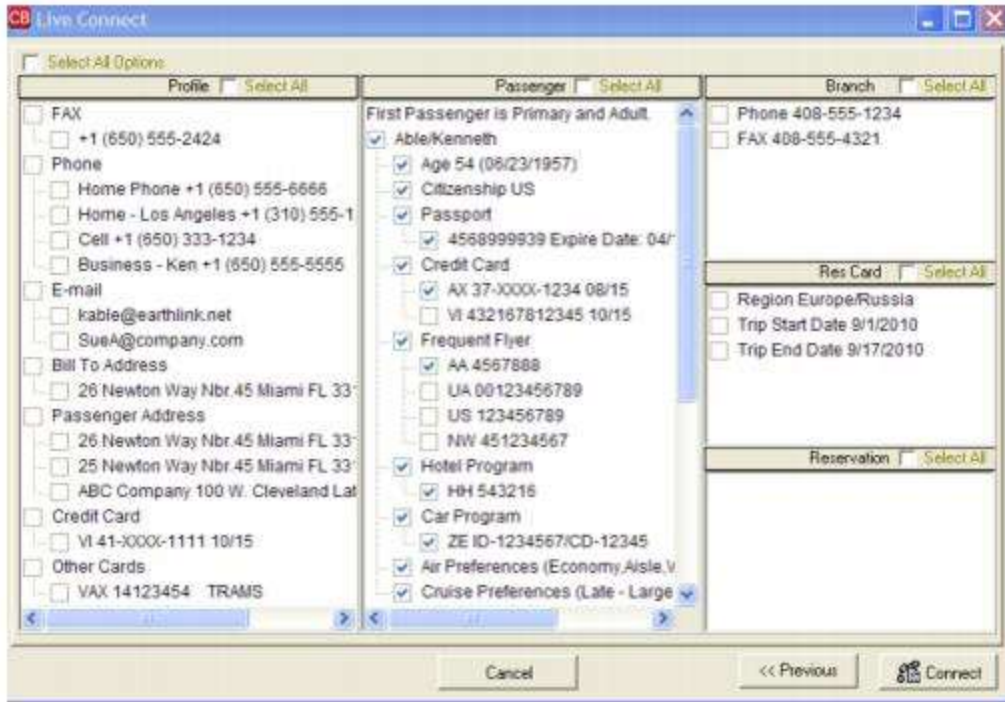 CB Live Connect
Select All Options
Profile Select All
FAX
+1 (650) 555-2424
Phone
Home Phone +1 (650) 555-6666
Home - Los Angeles +1 (310) 555-1
Cell +1 (650) 333-1234
Business - Ken +1 (650) 555-5555
E-mail
kable@earthlink.net
SueA@company.com
Bill To Address
26 Newton Way Nbr.45 Miami FL 33
Passenger Address
26 Newton Way Nbr.45 Miami FL 33
25 Newton Way Nbr.45 Miami FL 33
ABC Company 100 W. Cleveland Lat
Credit Card
VI 41-XXXX-1111 10/15
Other Cards
VAX 14123454 TRAMS
Passenger Select All
First Passenger is Primary and Adult.
Able/Kenneth
Age 54 (06/23/1957)
Citizenship US
Passport
4568999939 Expire Date: 04/
Credit Card
AX 37-XXXX-1234 08/15
VI 432167812345 10/15
Frequent Flyer
AA 4567888
UA 00123456789
US 123456789
NW 451234567
Hotel Program
HH 543216
Car Program
ZE ID-1234567/CD-12345
Air Preferences (Economy,Aisle,V
Cruise Preferences (Late - Large
Branch Select All
Phone 408-555-1234
FAX 408-555-4321
Res Card Select All
Region Europe/Russia
Trip Start Date 9/1/2010
Trip End Date 9/17/2010
Reservation Select All
Cancel
<< Previous
Connect